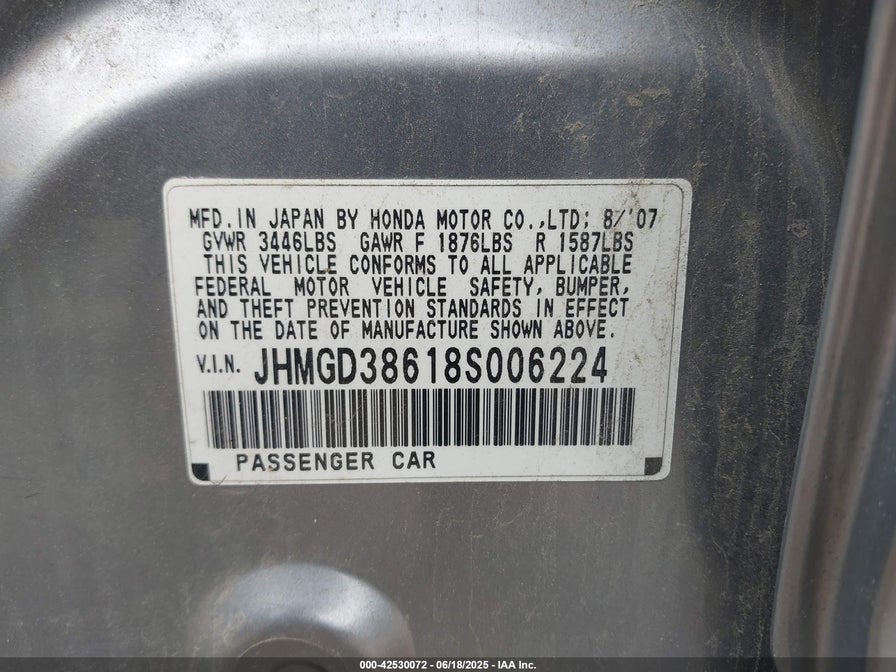 MFD. IN JAPAN BY HONDA MOTOR CO.,LTD; 8/'07
GVWR 3446LBS GAWR F 1876LBS R 1587LBS
THIS VEHICLE CONFORMS TO ALL APPLICABLE
FEDERAL MOTOR VEHICLE SAFETY, BUMPER,
AND THEFT PREVENTION STANDARDS IN EFFECT
ON THE DATE OF MANUFACTURE SHOWN ABOVE.
V.I.N. JHMGD38618S006224
PASSENGER CAR
000-42530072 - 06/18/2025 - IAA Inc.